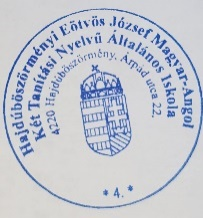 Hajdúböszörményi Eötvös József Magyar-Angol
Két Tanítási Nyelvű Általános Iskola
4220 Hajdúböszörmény, Árpád utca 22.
* 4. *